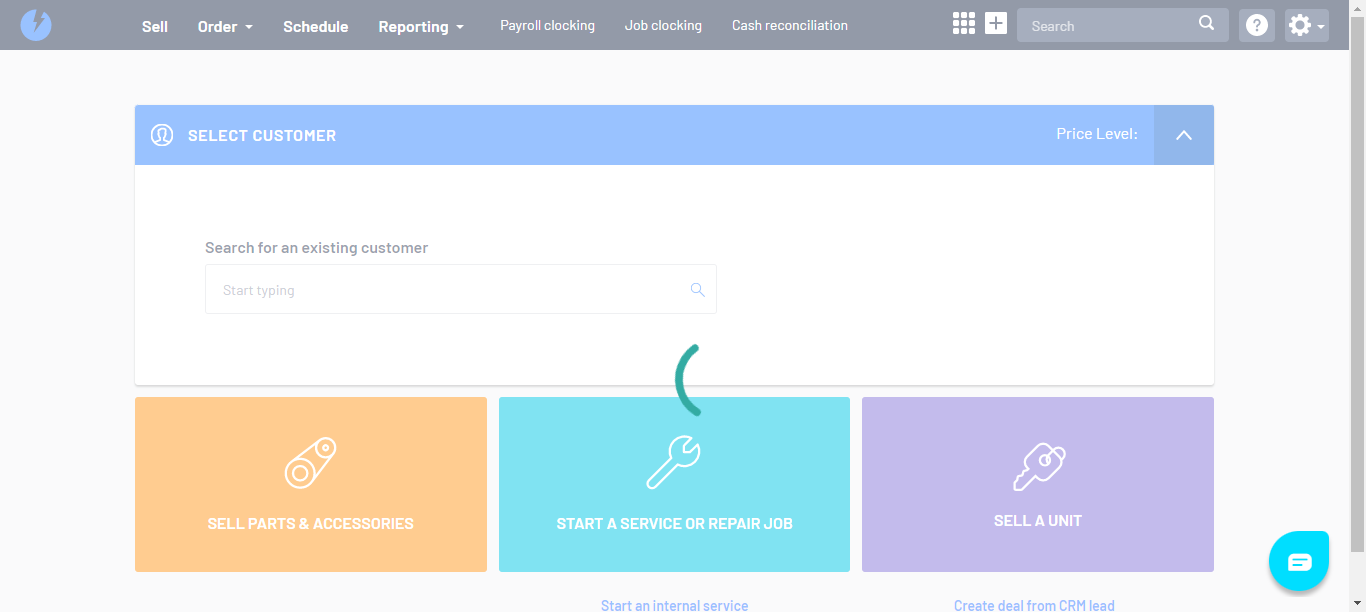 Sell Order Schedule Reporting Payroll clocking Job clocking Cash reconciliation Search ?
SELECT CUSTOMER Price Level:
Search for an existing customer
Start typing
SELL PARTS & ACCESSORIES START A SERVICE OR REPAIR JOB SELL A UNIT
Start an internal service Create deal from CRM lead